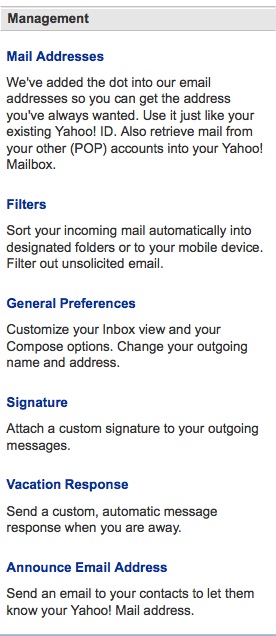 Management
Mail Addresses
We've added the dot into our email
addresses so you can get the address
you've always wanted. Use it just like your
existing Yahoo! ID. Also retrieve mail from
your other (POP) accounts into your Yahoo!
Mailbox.
Filters
Sort your incoming mail automatically into
designated folders or to your mobile device.
Filter out unsolicited email.
General Preferences
Customize your Inbox view and your
Compose options. Change your outgoing
name and address.
Signature
Attach a custom signature to your outgoing
messages.
Vacation Response
Send a custom, automatic message
response when you are away.
Announce Email Address
Send an email to your contacts to let them
know your Yahoo! Mail address.